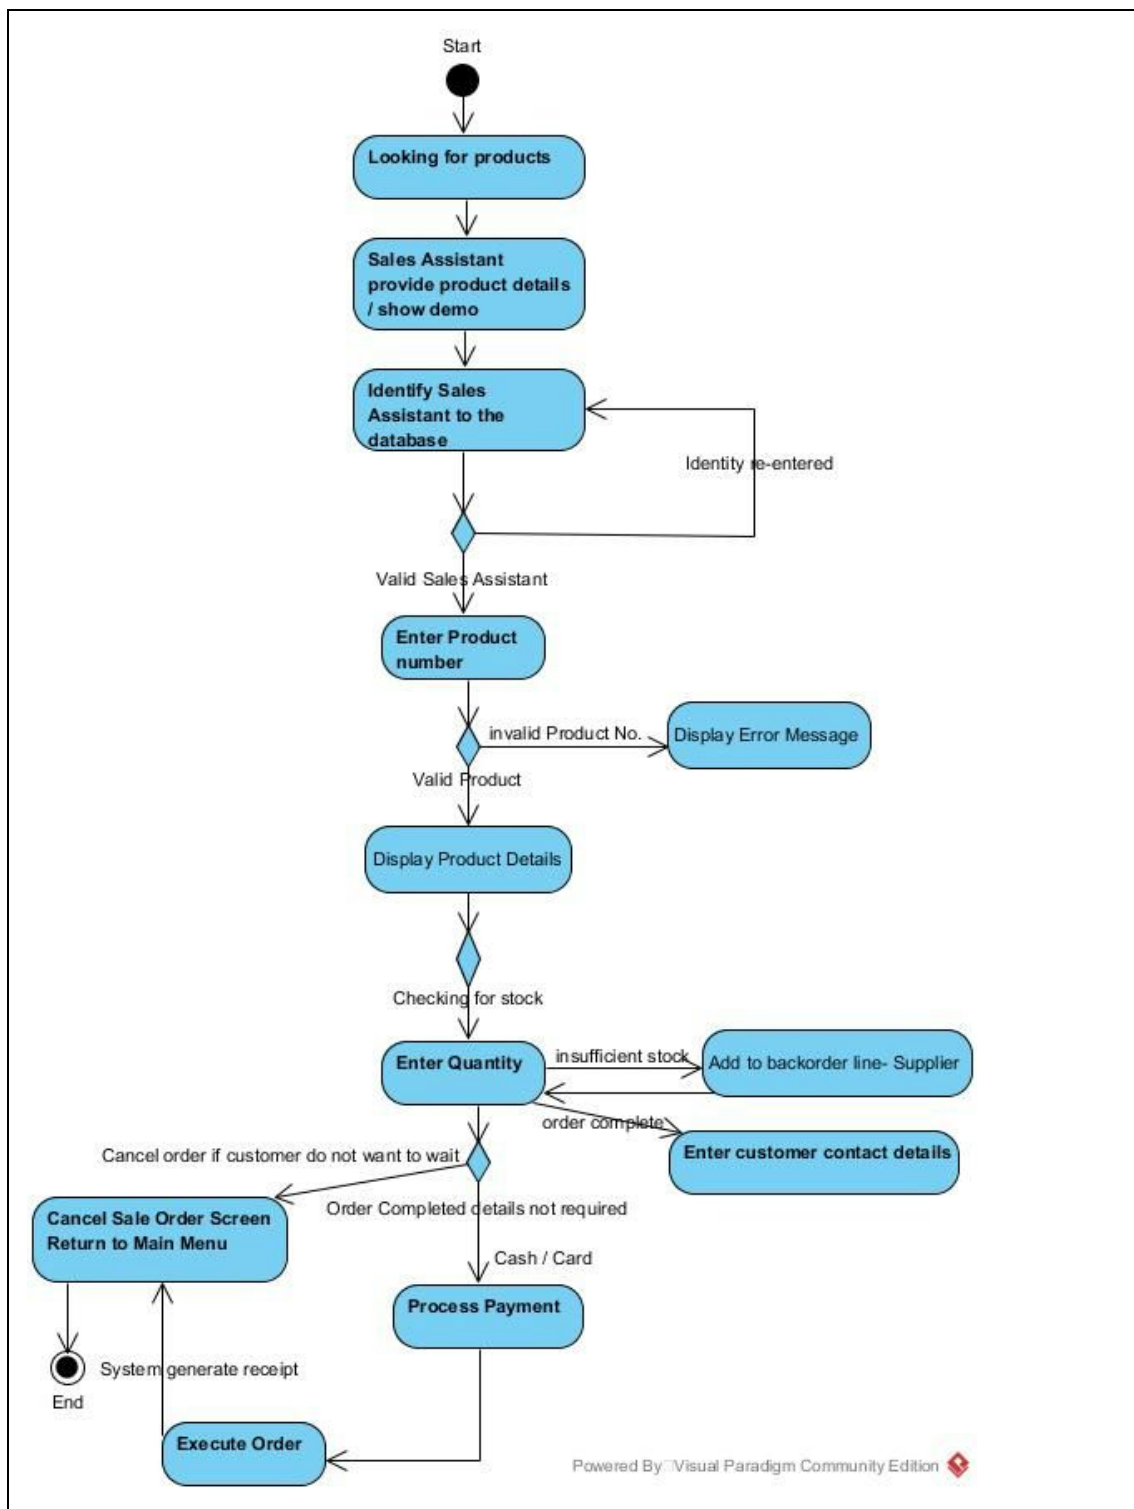 Start
Looking for products
Sales Assistant
provide product details
/ show demo
Identify Sales
Assistant to the
database
Identity re-entered
Valid Sales Assistant
Enter Product
number
invalid Product No.
Display Error Message
Valid Product
Display Product Details
Checking for stock
Enter Quantity
insufficient stock
Add to backorder line- Supplier
order complete
Enter customer contact details
Cancel order if customer do not want to wait
Order Completed details not required
Cancel Sale Order Screen
Return to Main Menu
Cash / Card
Process Payment
System generate receipt
End
Execute Order
Powered By Visual Paradigm Community Edition